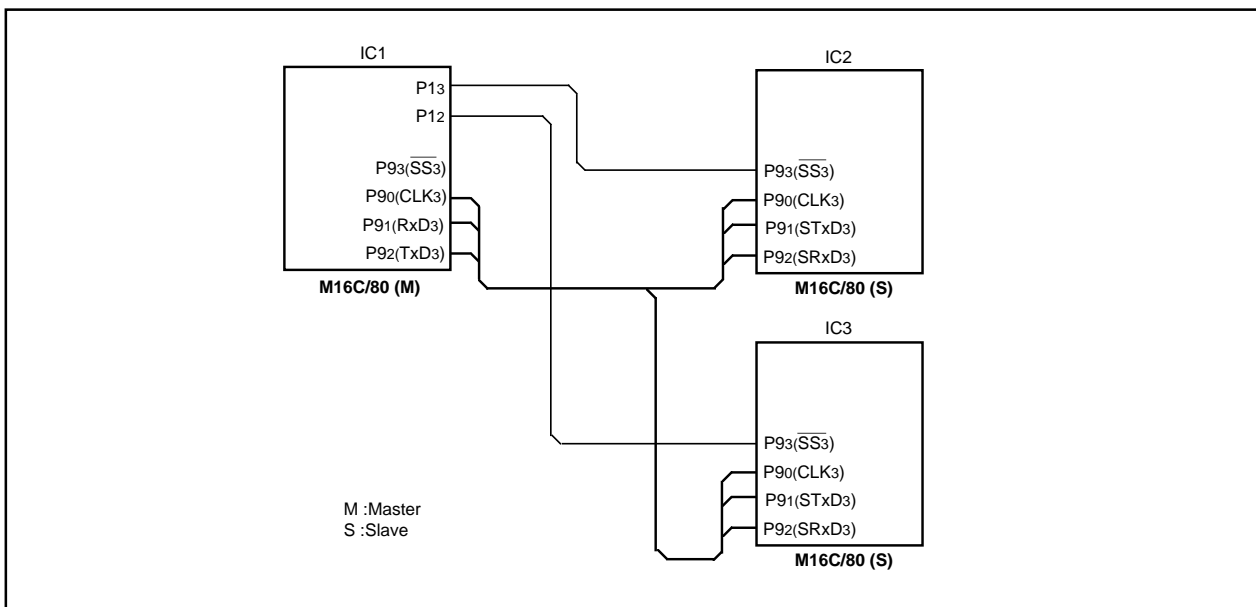 IC1
P13
P12
P93(SS3)
P90(CLK3)
P91(RxD3)
P92(TxD3)
M16C/80 (M)
IC2
P93(SS3)
P90(CLK3)
P91(STxD3)
P92(SRxD3)
M16C/80 (S)
IC3
P93(SS3)
P90(CLK3)
P91(STxD3)
P92(SRxD3)
M16C/80 (S)
M :Master
S :Slave